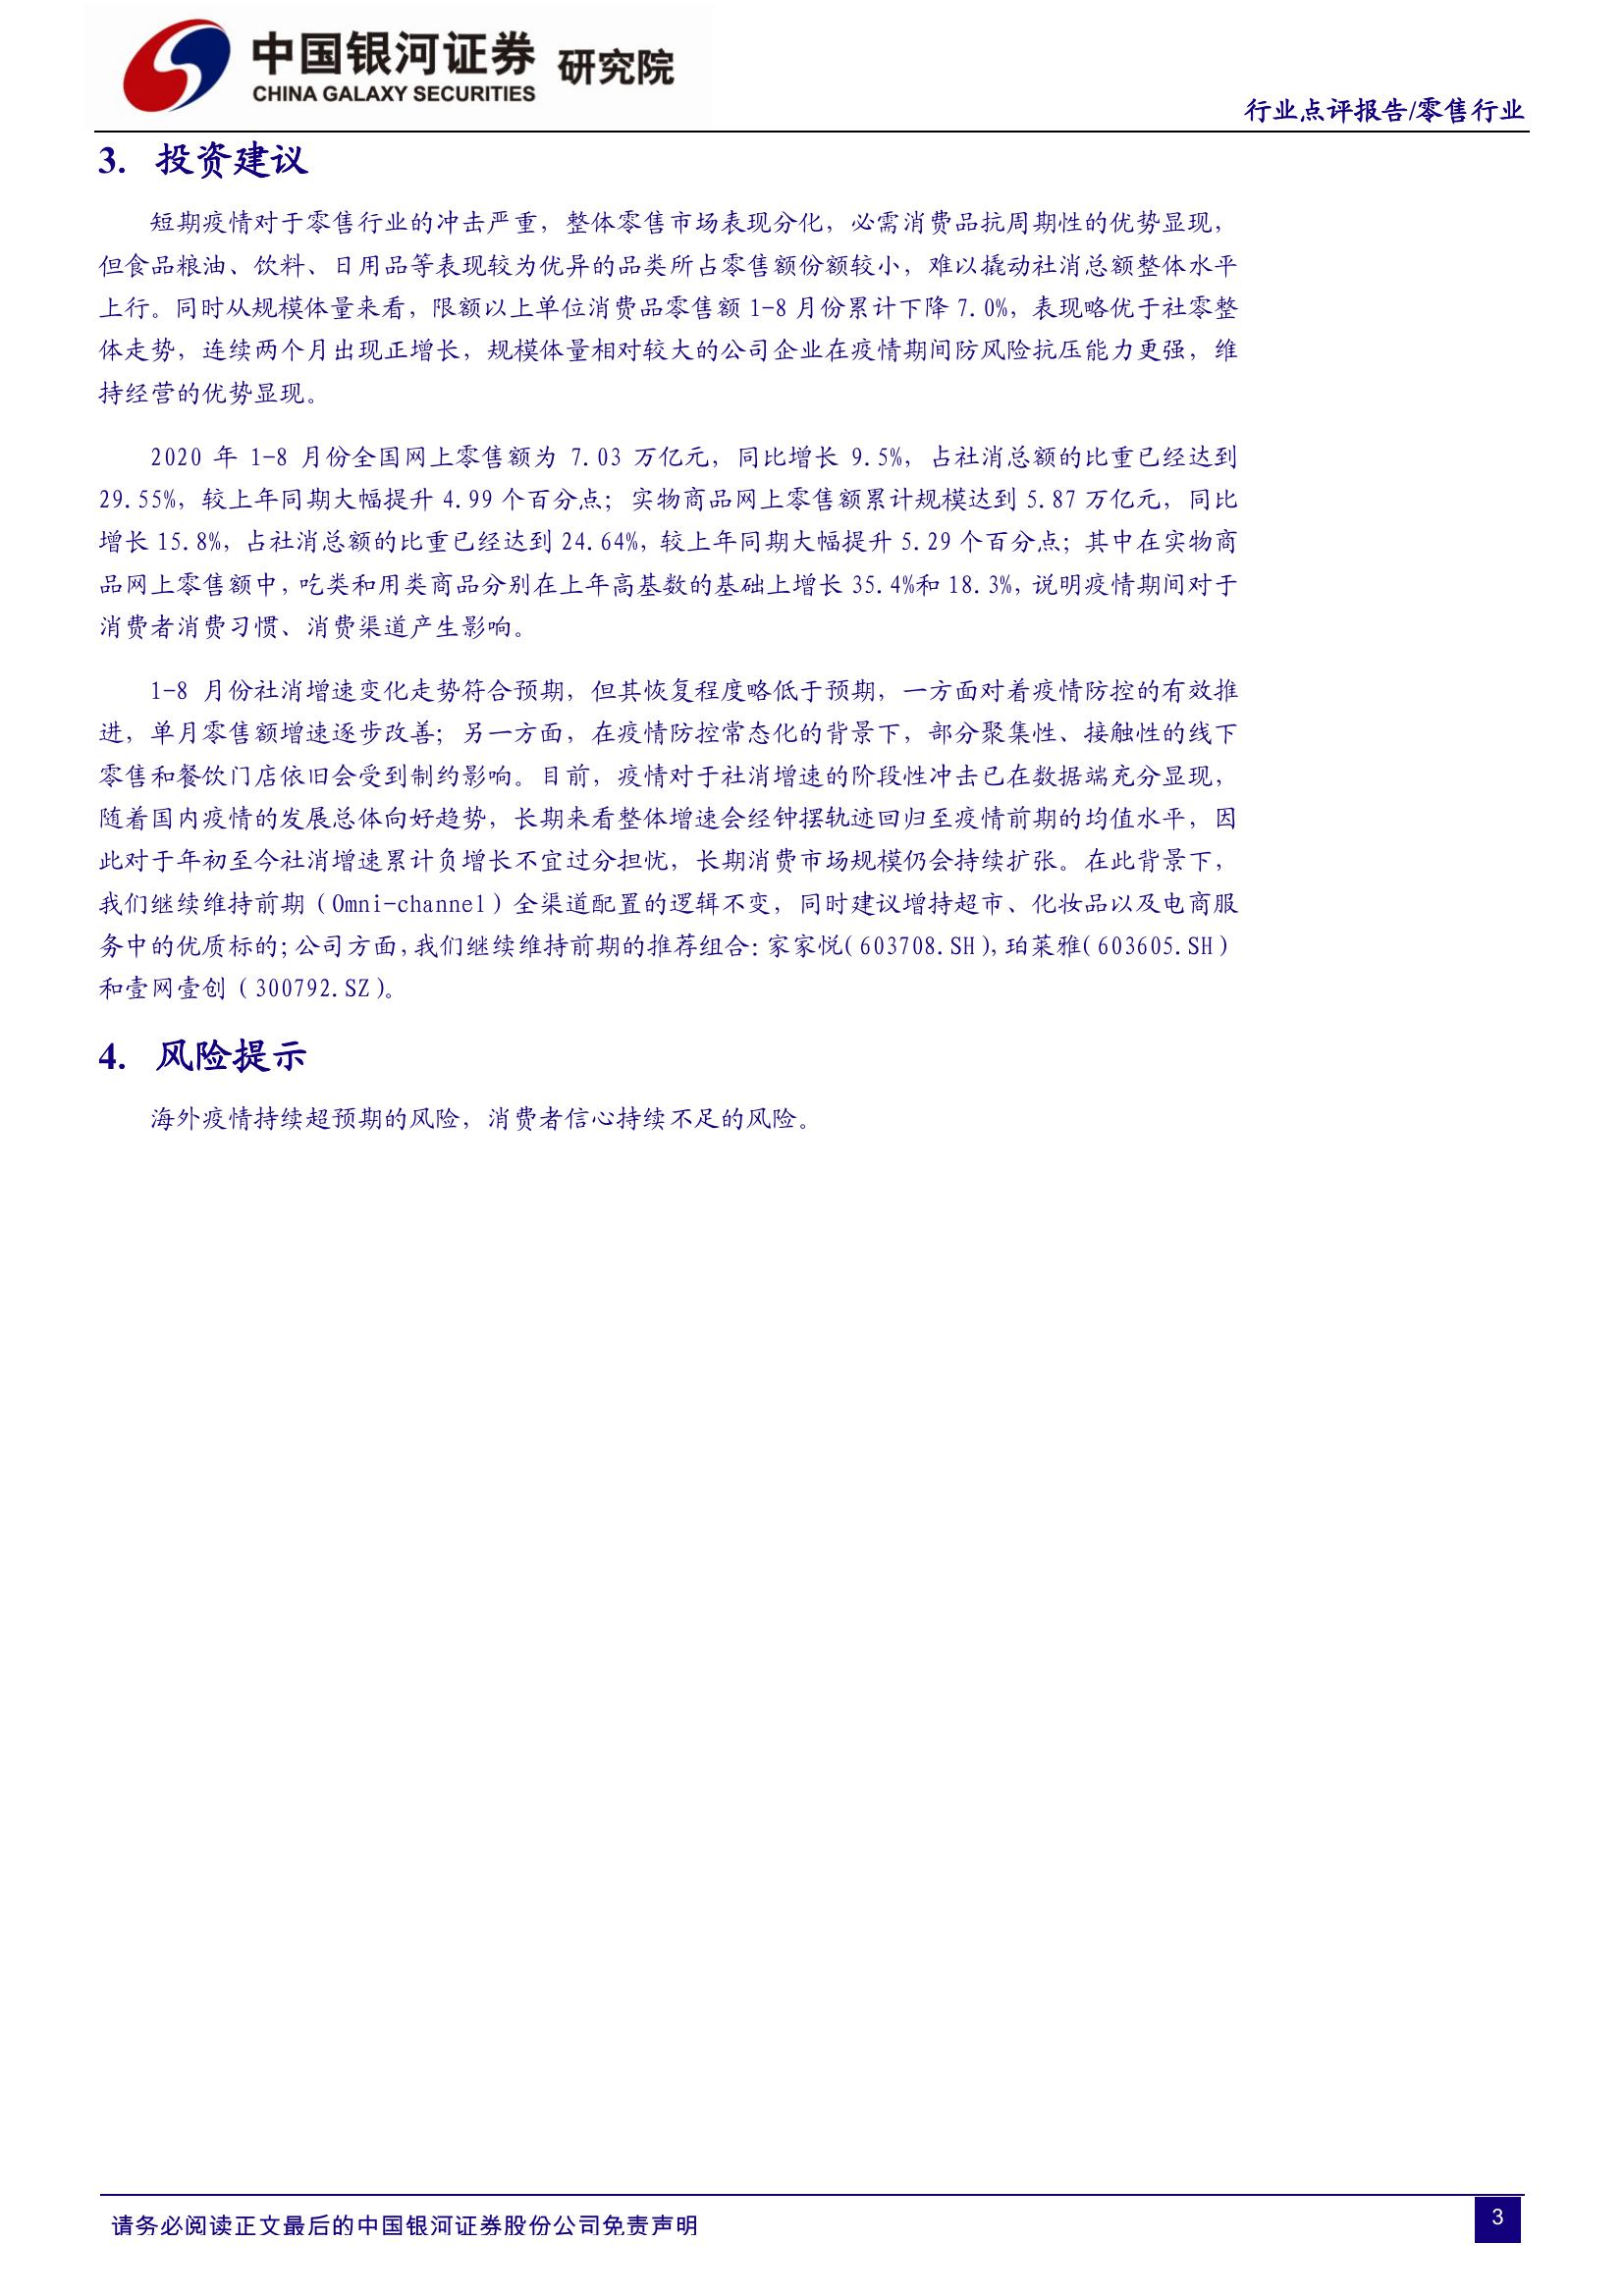 中国银河证券 研究院
CHINA GALAXY SECURITIES
行业点评报告/零售行业
3. 投资建议
短期疫情对于零售行业的冲击严重，整体零售市场表现分化，必需消费品抗周期性的优势显现，
但食品粮油、饮料、日用品等表现较为优异的品类所占零售额份额较小，难以撬动社消总额整体水平
上行。同时从规模体量来看，限额以上单位消费品零售额 1-8 月份累计下降 7.0%，表现略优于社零整
体走势，连续两个月出现正增长，规模体量相对较大的公司企业在疫情期间防风险抗压能力更强，维
持经营的优势显现。
2020 年 1-8 月份全国网上零售额为 7.03 万亿元，同比增长 9.5%，占社消总额的比重已经达到
29.55%，较上年同期大幅提升 4.99 个百分点；实物商品网上零售额累计规模达到 5.87 万亿元，同比
增长 15.8%，占社消总额的比重已经达到 24.64%，较上年同期大幅提升 5.29 个百分点；其中在实物商
品网上零售额中，吃类和用类商品分别在上年高基数的基础上增长 35.4%和 18.3%，说明疫情期间对于
消费者消费习惯、消费渠道产生影响。
1-8 月份社消增速变化走势符合预期，但其恢复程度略低于预期，一方面对着疫情防控的有效推
进，单月零售额增速逐步改善；另一方面，在疫情防控常态化的背景下，部分聚集性、接触性的线下
零售和餐饮门店依旧会受到制约影响。目前，疫情对于社消增速的阶段性冲击已在数据端充分显现，
随着国内疫情的发展总体向好趋势，长期来看整体增速会经钟摆轨迹回归至疫情前期的均值水平，因
此对于年初至今社消增速累计负增长不宜过分担忧，长期消费市场规模仍会持续扩张。在此背景下，
我们继续维持前期（Omni-channel）全渠道配置的逻辑不变，同时建议增持超市、化妆品以及电商服
务中的优质标的；公司方面，我们继续维持前期的推荐组合：家家悦（603708.SH），珀莱雅（603605.SH）
和壹网壹创（300792.SZ）。
4. 风险提示
海外疫情持续超预期的风险，消费者信心持续不足的风险。
请务必阅读正文最后的中国银河证券股份公司免责声明
3